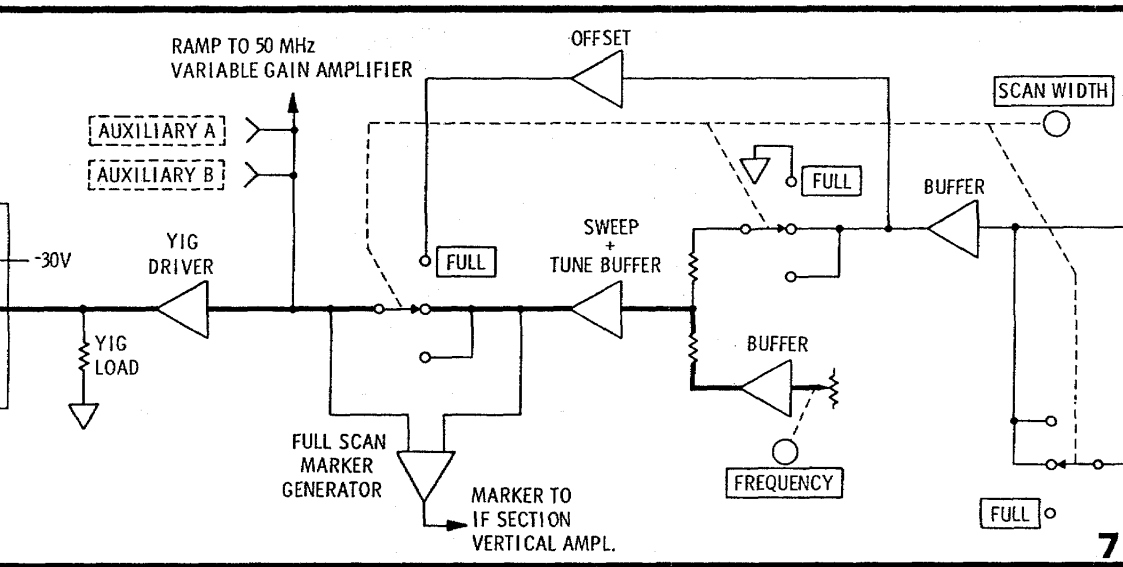 OFFSET
RAMP TO 50 MHz
VARIABLE GAIN AMPLIFIER
SCAN WIDTH
AUXILIARY A
AUXILIARY B
FULL
BUFFER
YIG
DRIVER
-30V
FULL
SWEEP
+
TUNE BUFFER
YIG
LOAD
BUFFER
FULL SCAN
MARKER
GENERATOR
FREQUENCY
MARKER TO
IF SECTION
VERTICAL AMPL.
FULL
7